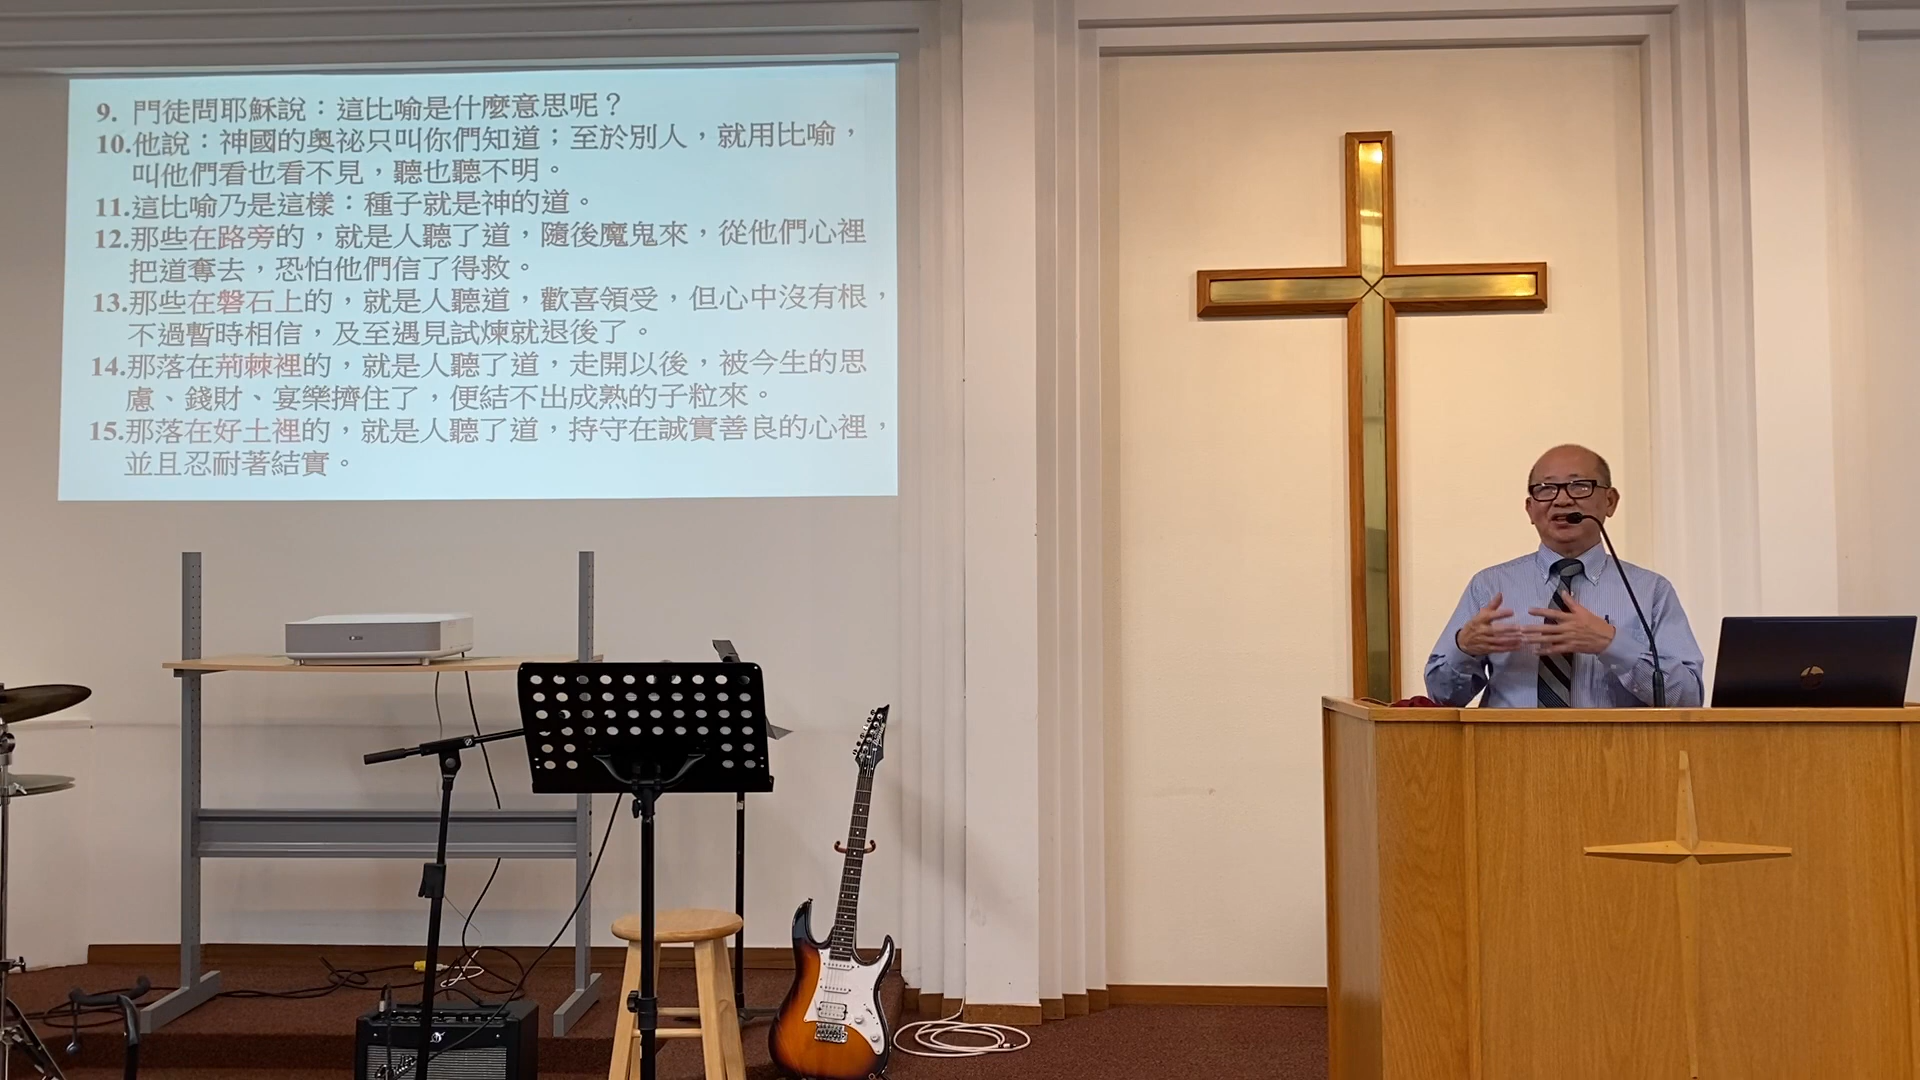 9. 門徒問耶穌說：這比喻是什麼意思呢？
10.他說：神國的奧祕只叫你們知道；至於別人，就用比喻，
叫他們看也看不見，聽也聽不明。
11.這比喻乃是這樣：種子就是神的道。
12.那些在路旁的，就是人聽了道，隨後魔鬼來，從他們心裡
把道奪去，恐怕他們信了得救。
13.那些在磐石上的，就是人聽道，歡喜領受，但心中沒有根，
不過暫時相信，及至遇見試煉就退後了。
14.那落在荊棘裡的，就是人聽了道，走開以後，被今生的思
慮、錢財、宴樂擠住了，便結不出成熟的子粒來。
15.那落在好土裡的，就是人聽了道，持守在誠實善良的心裡，
並且忍耐著結實。